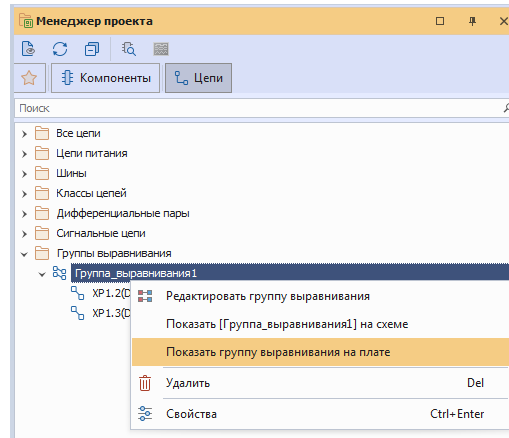 Менеджер проекта
Компоненты
Цепи
Поиск
Все цепи
Цепи питания
Шины
Классы цепей
Дифференциальные пары
Сигнальные цепи
Группы выравнивания
Группа_выравнивания1
XP1.2(D
XP1.3(D
Редактировать группу выравнивания
Показать [Группа_выравнивания1] на схеме
Показать группу выравнивания на плате
Удалить Del
Свойства Ctrl+Enter